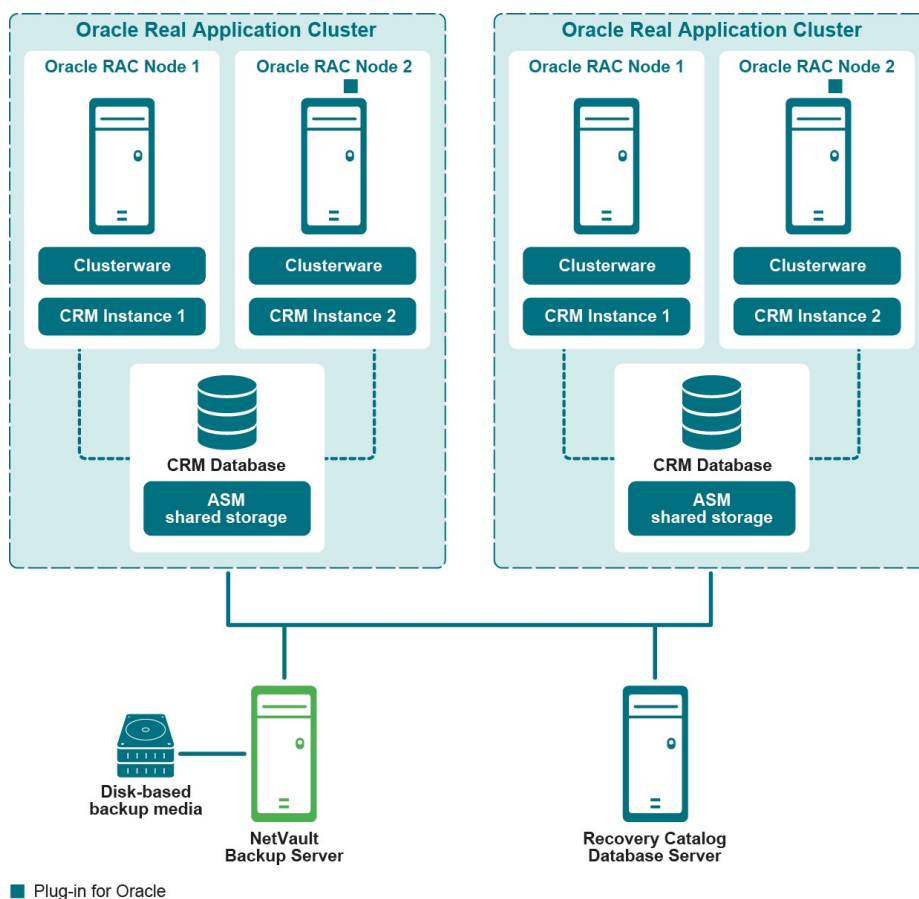 Oracle Real Application Cluster
Oracle RAC Node 1
Oracle RAC Node 2
Clusterware
Clusterware
CRM Instance 1
CRM Instance 2
CRM Database
ASM
shared storage
Oracle Real Application Cluster
Oracle RAC Node 1
Oracle RAC Node 2
Clusterware
Clusterware
CRM Instance 1
CRM Instance 2
CRM Database
ASM
shared storage
Disk-based
backup media
NetVault
Backup Server
Recovery Catalog
Database Server
Plug-in for Oracle